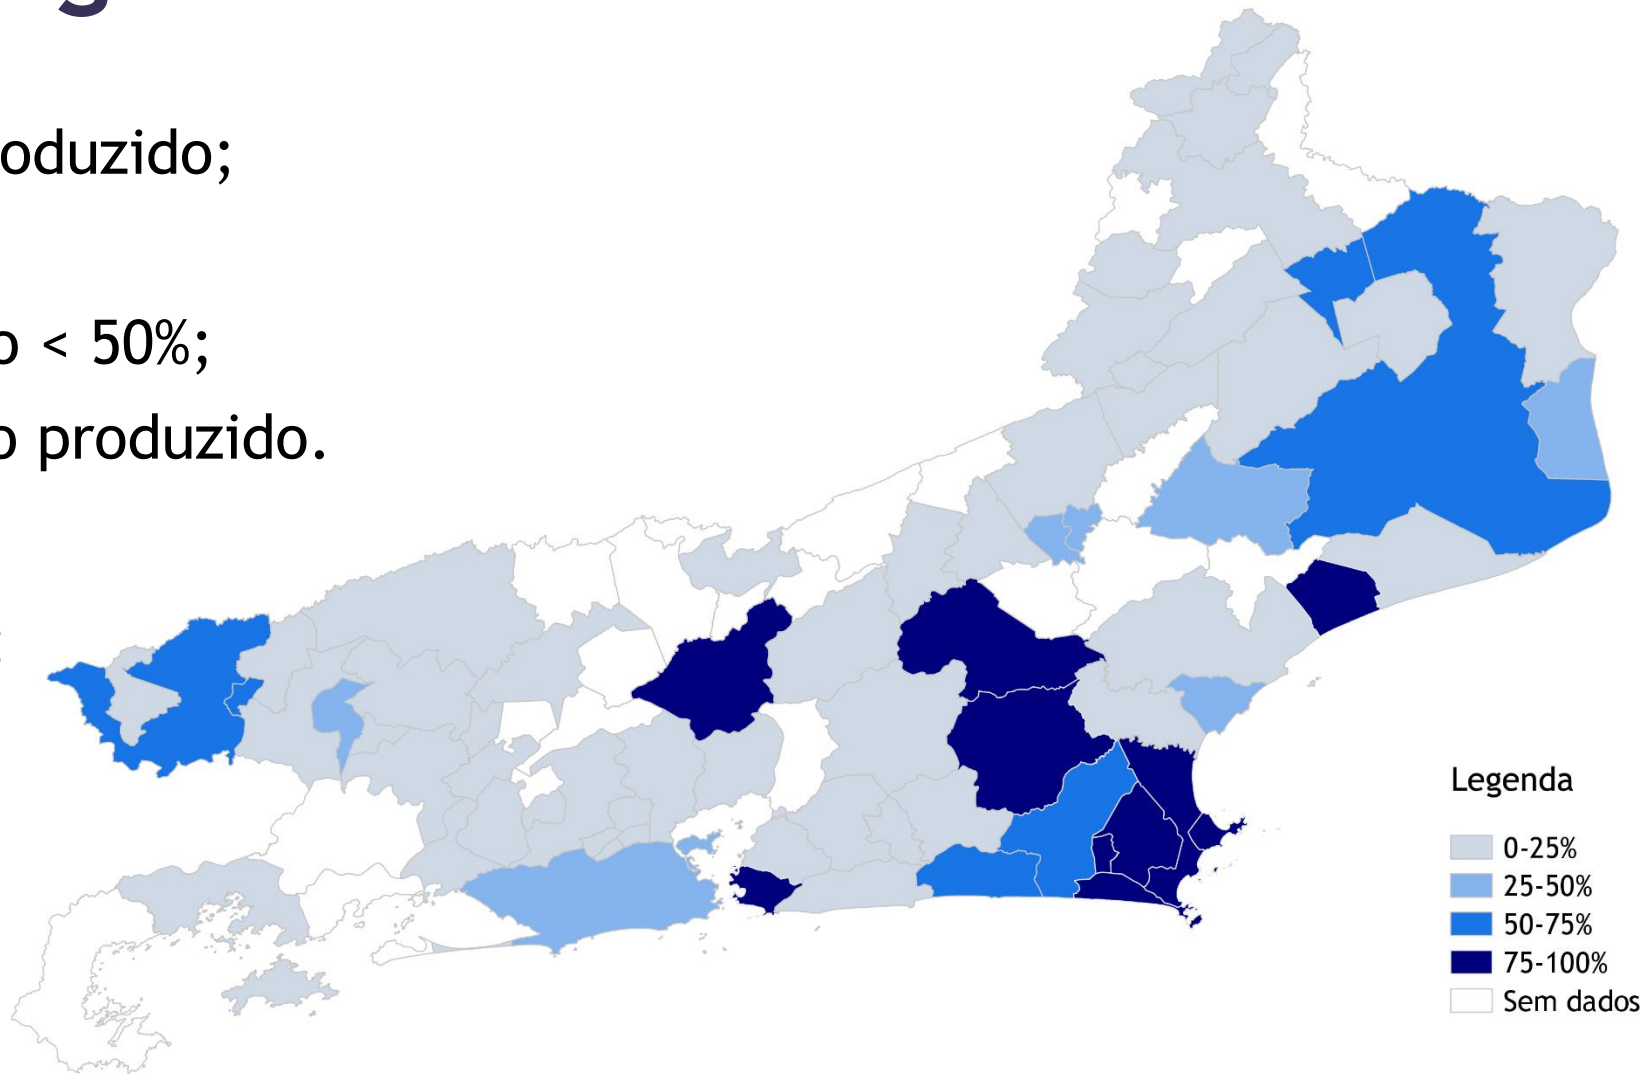 oduzido;
o < 50%;
o produzido.
Legenda
0-25%
25-50%
50-75%
75-100%
Sem dados